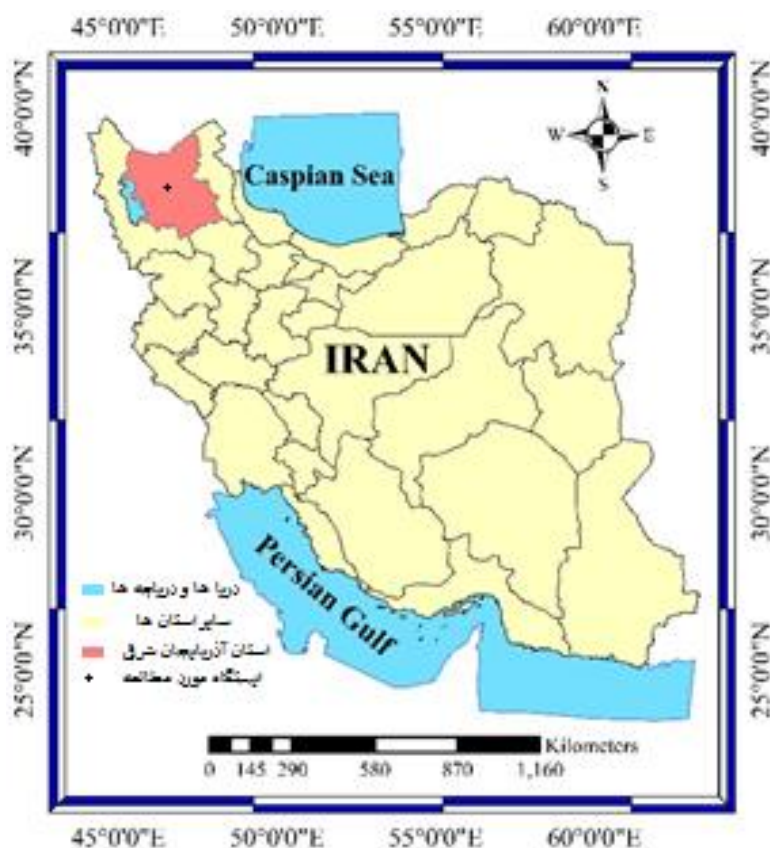 45°0'0"E 50°0'0"E 55°0'0"E 60°0'0"E
40°0'0"N
40°0'0"N
35°0'0"N
35°0'0"N
30°0'0"N
30°0'0"N
25°0'0"N
25°0'0"N
N
W E
S
Caspian Sea
IRAN
Persian Gulf
دریا ها و دریاچه ها
سایر استان ها
استان آذربایجان شرقی
ایستگاه مورد مطالعه
Kilometers
0 145 290 580 870 1,160
45°0'0"E 50°0'0"E 55°0'0"E 60°0'0"E